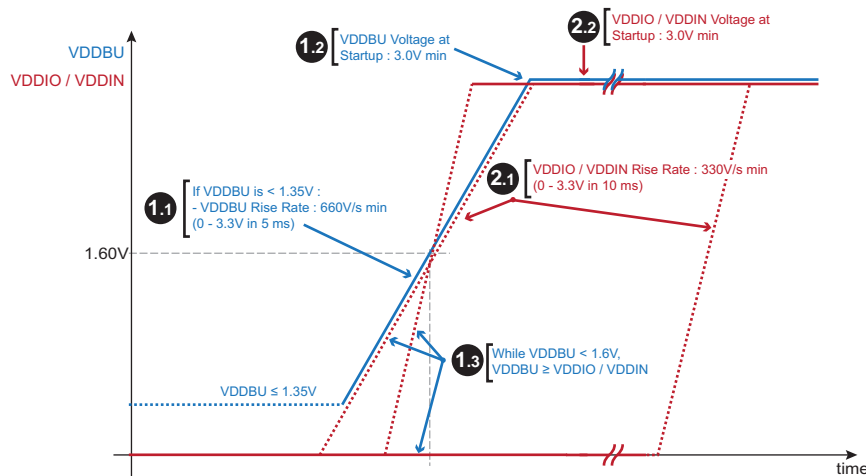 1.2
VDDBU Voltage at
Startup : 3.0V min
2.2
VDDIO / VDDIN Voltage at
Startup : 3.0V min
VDDBU
VDDIO / VDDIN
1.1
If VDDBU is < 1.35V :
- VDDBU Rise Rate : 660V/s min
(0 - 3.3V in 5 ms)
2.1
VDDIO / VDDIN Rise Rate : 330V/s min
(0 - 3.3V in 10 ms)
1.60V
1.3
While VDDBU < 1.6V,
VDDBU ≥ VDDIO / VDDIN
VDDBU ≤ 1.35V
time